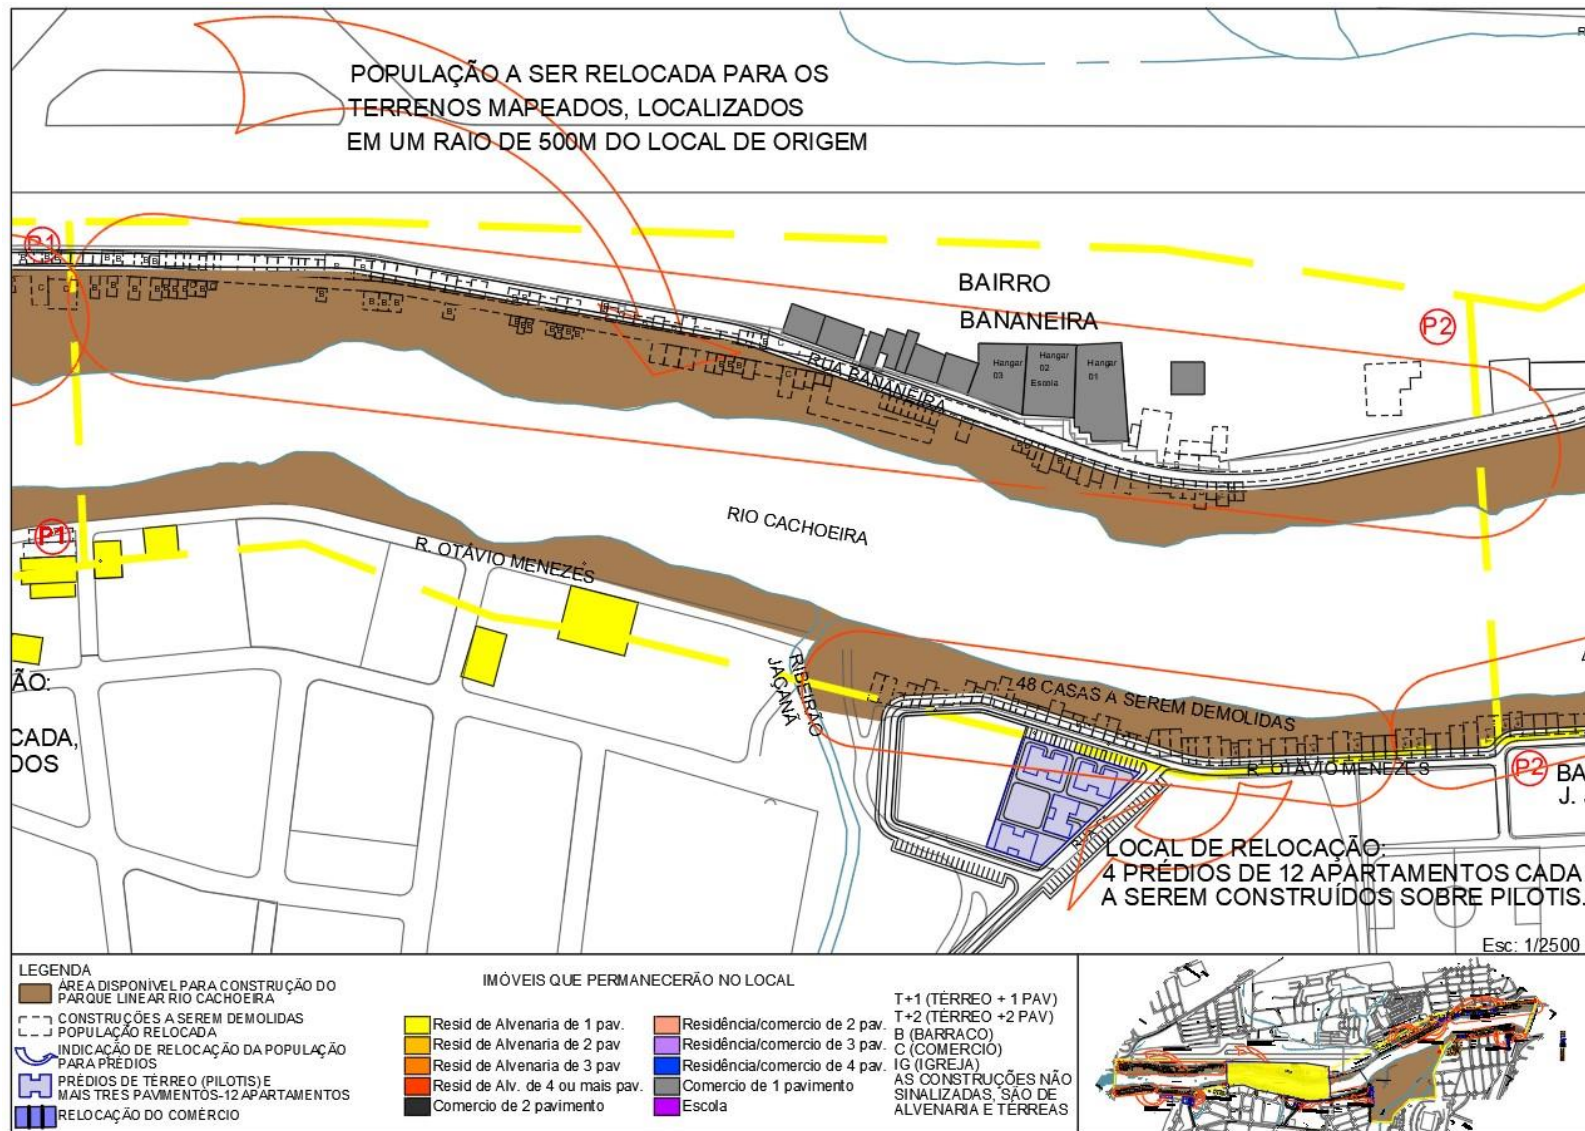 POPULAÇÃO A SER RELOCADA PARA OS
TERRENOS MAPEADOS, LOCALIZADOS
EM UM RAIO DE 500M DO LOCAL DE ORIGEM
P1
BAIRRO
BANANEIRA
P2
Hangar
03
Hangar
02
Escola
Hangar
01
RUA BANANEIRA
RIO CACHOEIRA
P1
R. OTÁVIO MENEZES
RIBEIRÃO
JAÇANÃ
48 CASAS A SEREM DEMOLIDAS
ÃO:
CADA,
DOS
R. OTÁVIO MENEZES
P2
BA
J.
LOCAL DE RELOCAÇÃO:
4 PRÉDIOS DE 12 APARTAMENTOS CADA
A SEREM CONSTRUÍDOS SOBRE PILOTIS.
Esc: 1/2500
LEGENDA
ÁREA DISPONÍVEL PARA CONSTRUÇÃO DO
PARQUE LINEAR RIO CACHOEIRA
CONSTRUÇÕES A SEREM DEMOLIDAS
POPULAÇÃO RELOCADA
INDICAÇÃO DE RELOCAÇÃO DA POPULAÇÃO
PARA PRÉDIOS
PRÉDIOS DE TÉRREO (PILOTIS) E
MAIS TRES PAVIMENTOS-12 APARTAMENTOS
RELOCAÇÃO DO COMÉRCIO
IMÓVEIS QUE PERMANECERÃO NO LOCAL
Resid de Alvenaria de 1 pav.
Resid de Alvenaria de 2 pav
Resid de Alvenaria de 3 pav
Resid de Alv. de 4 ou mais pav.
Comercio de 2 pavimento
Residência/comercio de 2 pav.
Residência/comercio de 3 pav.
Residência/comercio de 4 pav.
Comercio de 1 pavimento
Escola
T+1 (TÉRREO + 1 PAV)
T+2 (TÉRREO +2 PAV)
B (BARRACO)
C (COMERCIO)
IG (IGREJA)
AS CONSTRUÇÕES NÃO
SINALIZADAS, SÃO DE
ALVENARIA E TÉRREAS